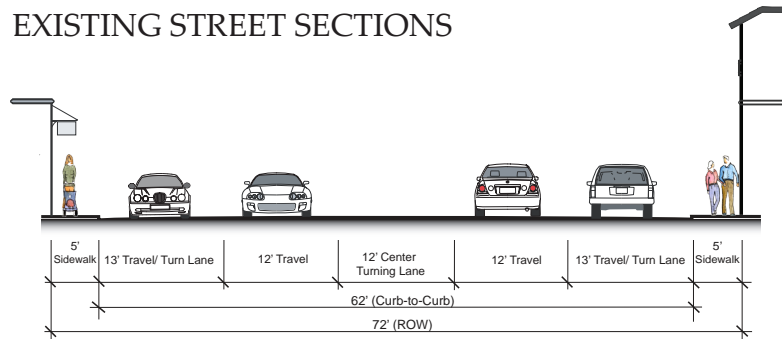 EXISTING STREET SECTIONS
5’
Sidewalk
13’ Travel/ Turn Lane
12’ Travel
12’ Center
Turning Lane
12’ Travel
13’ Travel/ Turn Lane
5’
Sidewalk
62’ (Curb-to-Curb)
72’ (ROW)